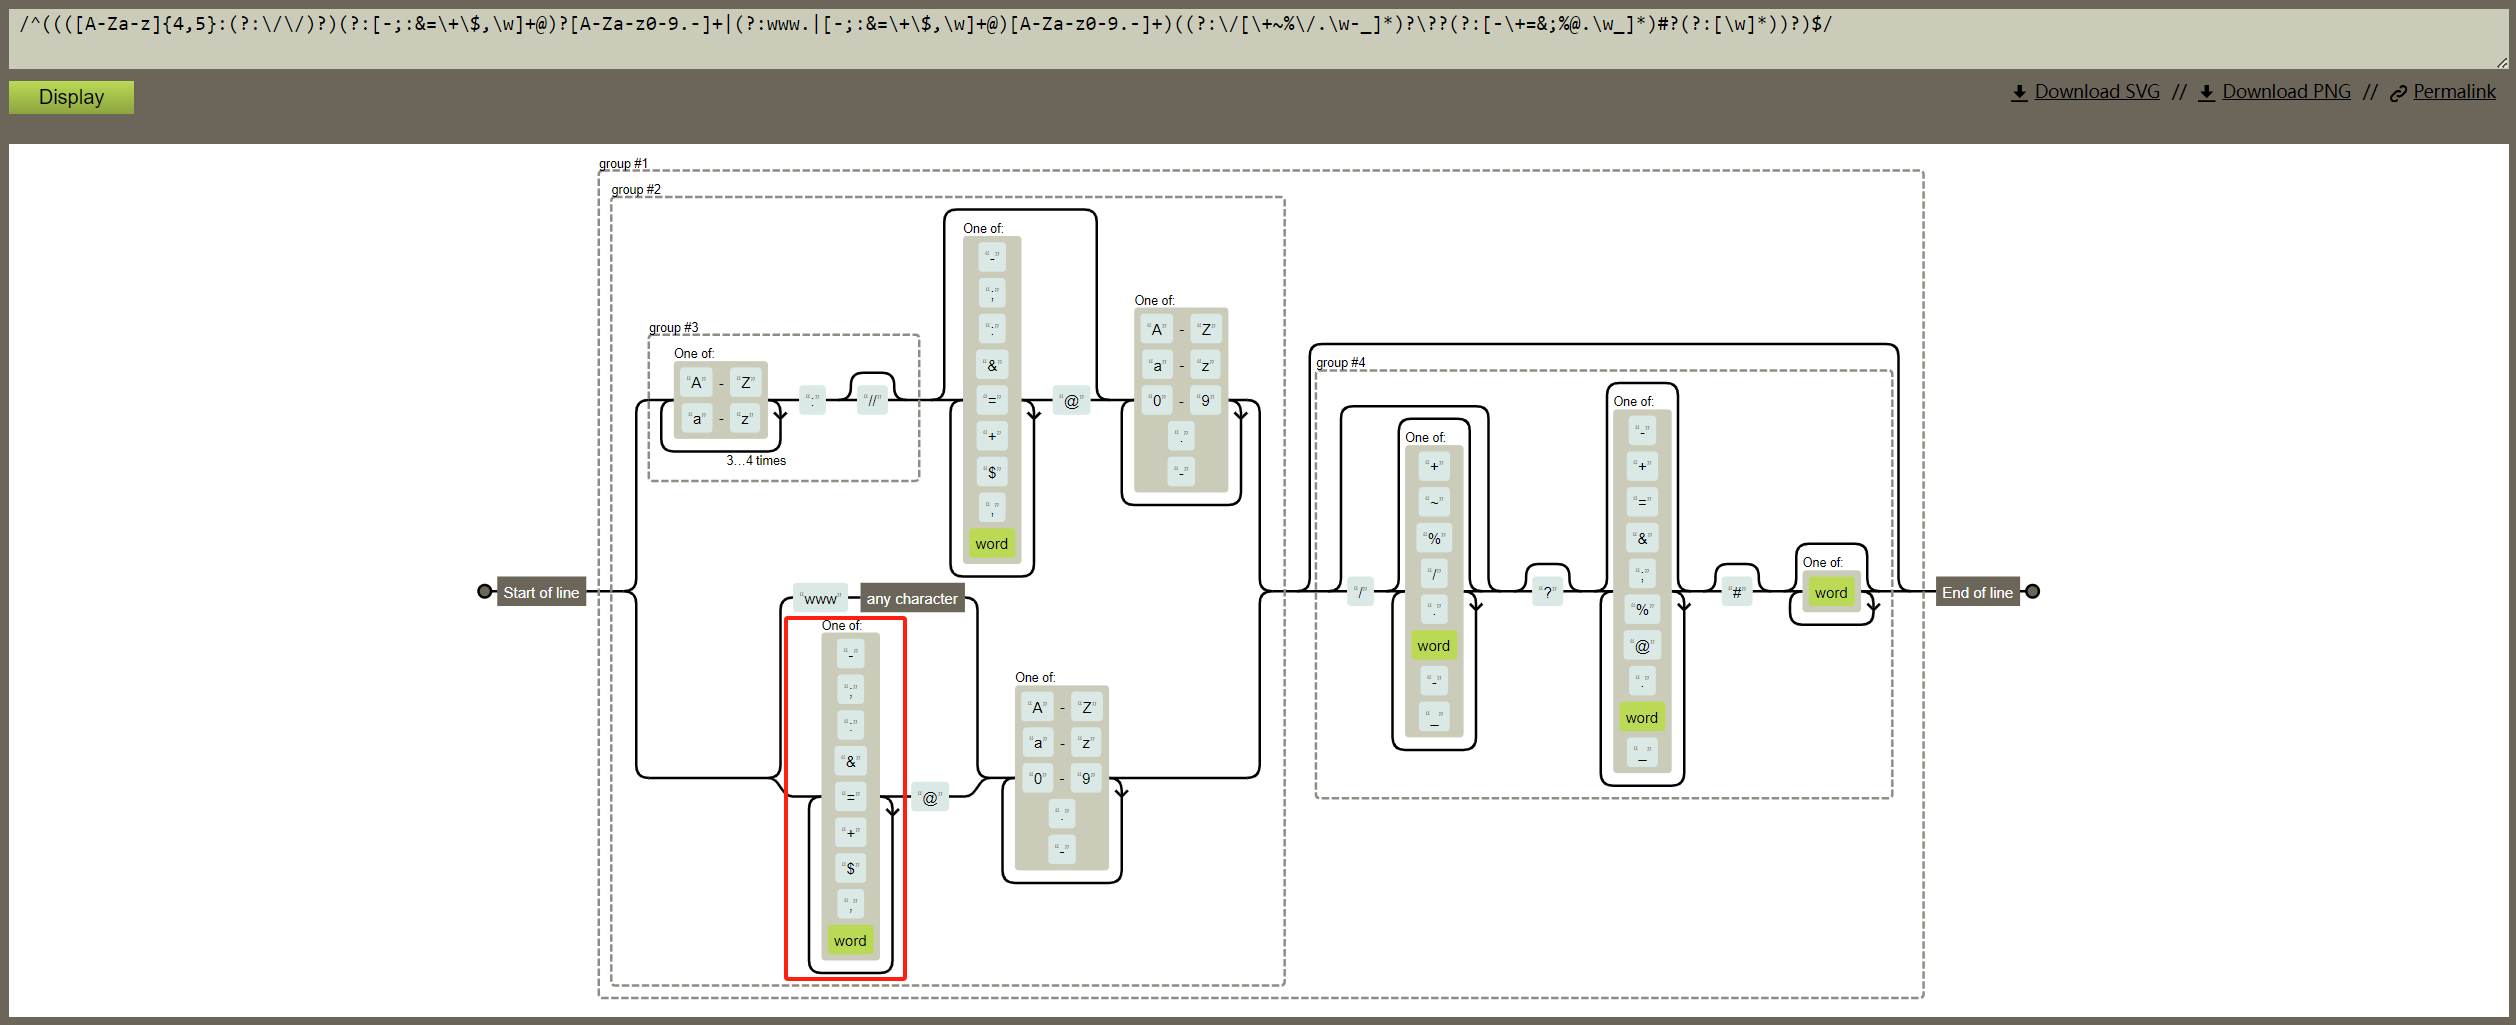 /^((([A-Za-z]{4,5}:(?:\/\/)?)(?:[-;:&=\+\$,\w]+@)?[A-Za-z0-9.-]+|(?:www.|[-;:&=\+\$,\w]+@)[A-Za-z0-9.-]+)((?:\/[\+~%\/.\w-_]*)?\??(?:[-\+=&;%@.\w_]*)#?(?:[\w]*))?)$/
Display
Download SVG // Download PNG // Permalink
group #1
group #2
group #3
One of:
“A” - “Z”
“a” - “z”
3...4 times
“:”
“//”
One of:
“-”
“;”
“:”
“&”
“=”
“+”
“$”
“,”
word
“@”
One of:
“A” - “Z”
“a” - “z”
“0” - “9”
“.”
“-”
Start of line
“www” any character
One of:
“-”
“;”
“:”
“&”
“=”
“+”
“$”
“,”
word
“@”
One of:
“A” - “Z”
“a” - “z”
“0” - “9”
“.”
“-”
group #4
“/”
One of:
“+”
“~”
“%”
“/”
“.”
word
“-”
“_”
“?”
One of:
“-”
“+”
“=”
“&”
“;”
“%”
“@”
“.”
word
“_”
“#”
One of:
word
End of line